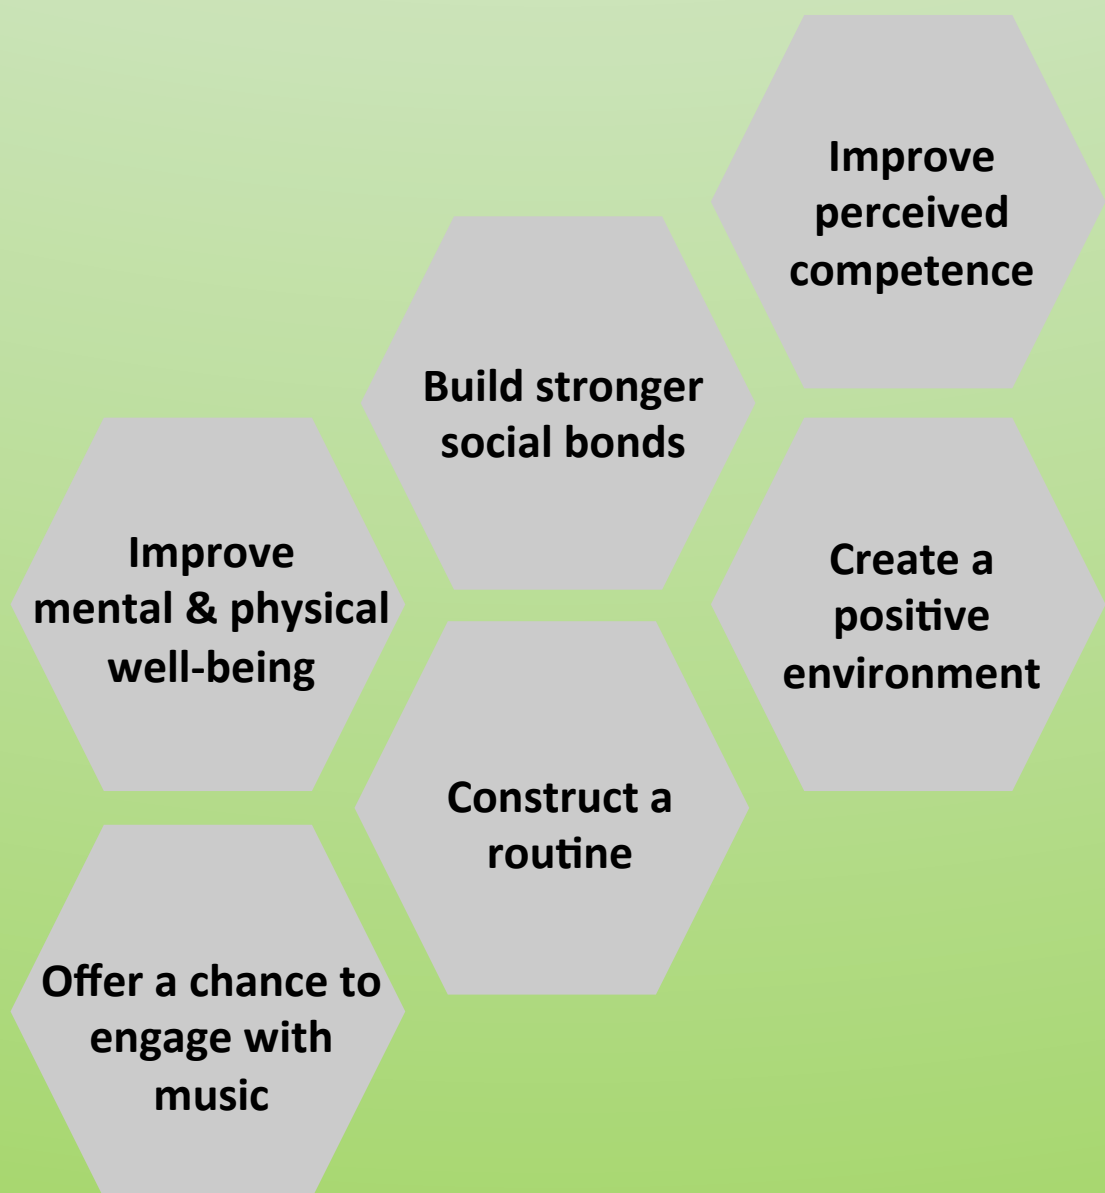 Improve
perceived
competence
Build stronger
social bonds
Improve
mental & physical
well-being
Create a
positive
environment
Construct a
routine
Offer a chance to
engage with
music